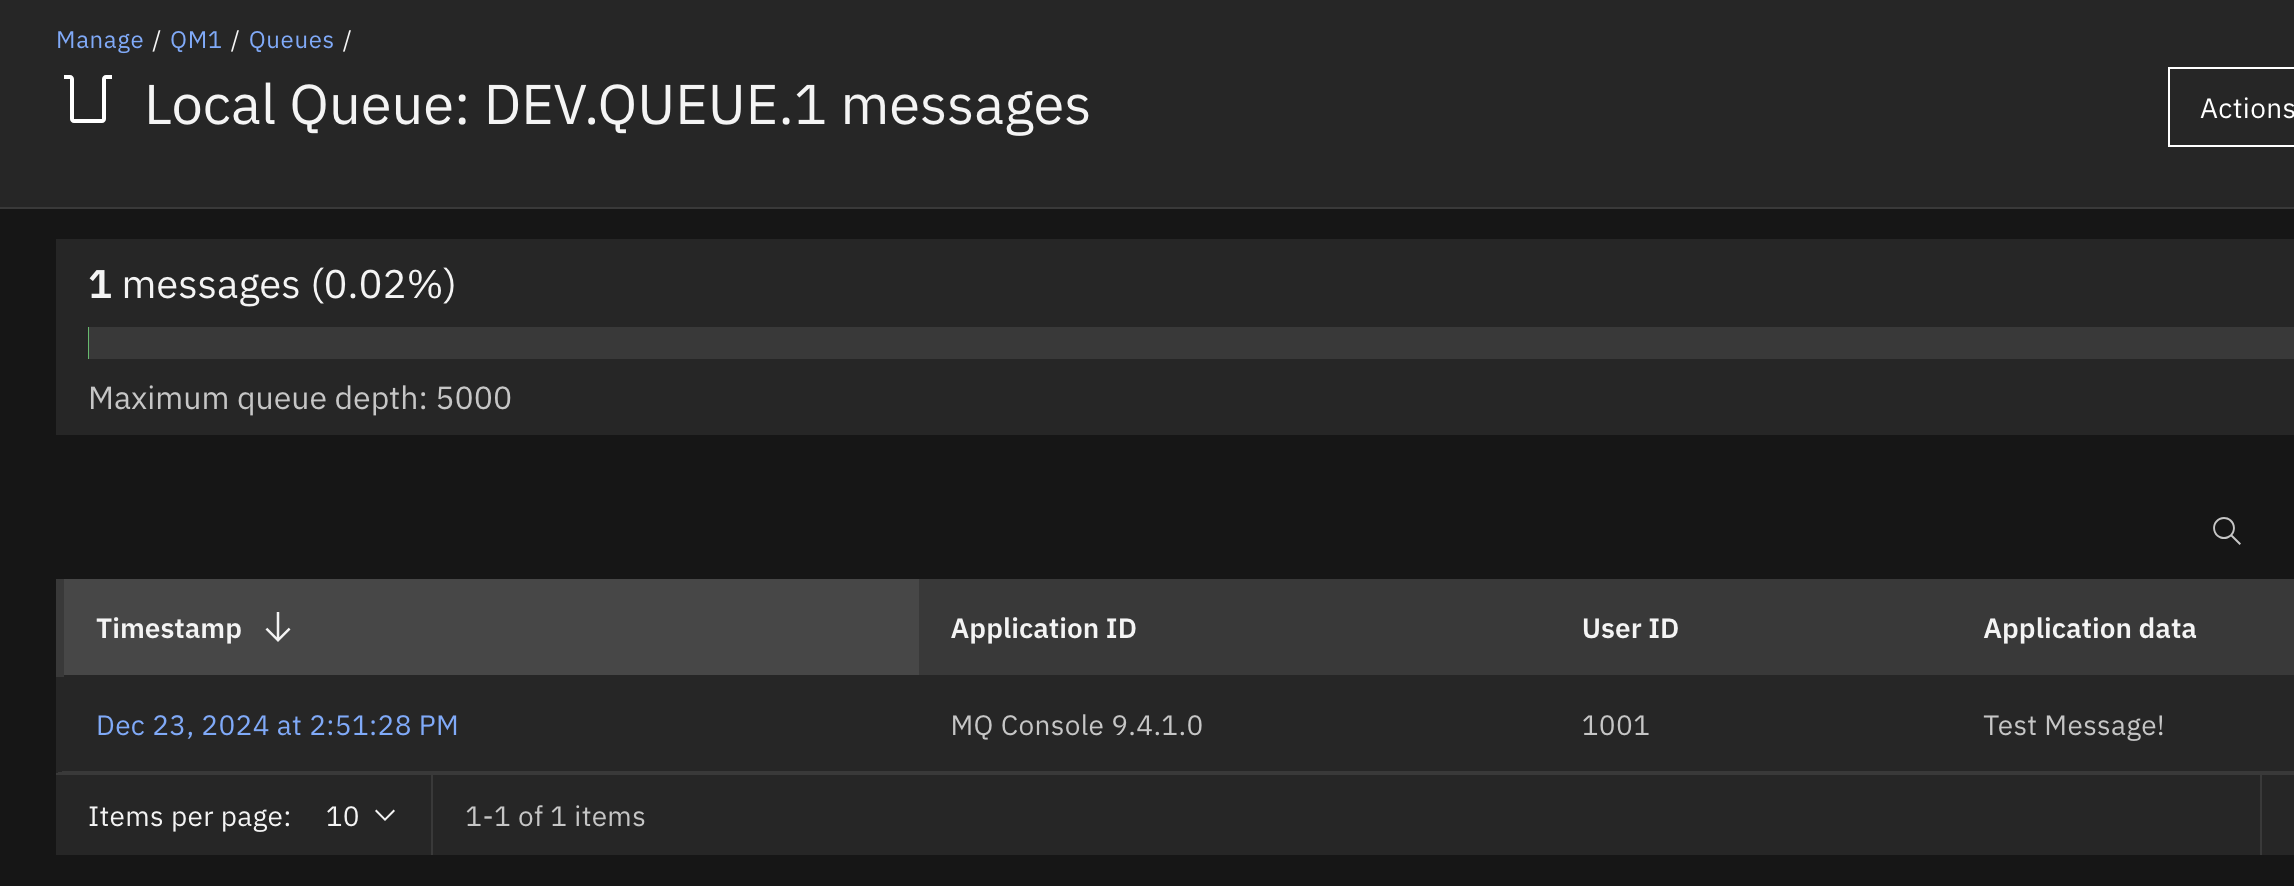 Manage / QM1 / Queues /
Local Queue: DEV.QUEUE.1 messages
Actions
1 messages (0.02%)
Maximum queue depth: 5000
Timestamp Application ID User ID Application data
Dec 23, 2024 at 2:51:28 PM MQ Console 9.4.1.0 1001 Test Message!
Items per page: 10 1-1 of 1 items